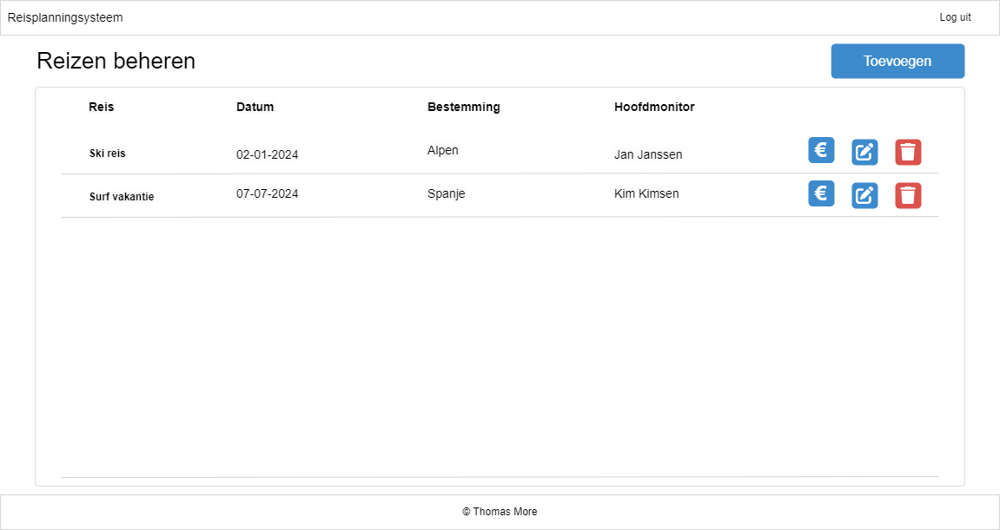 Reisplanningsysteem Log uit
Reizen beheren Toevoegen
Reis Datum Bestemming Hoofdmonitor
Ski reis 02-01-2024 Alpen Jan Janssen €
Surf vakantie 07-07-2024 Spanje Kim Kimsen €
© Thomas More